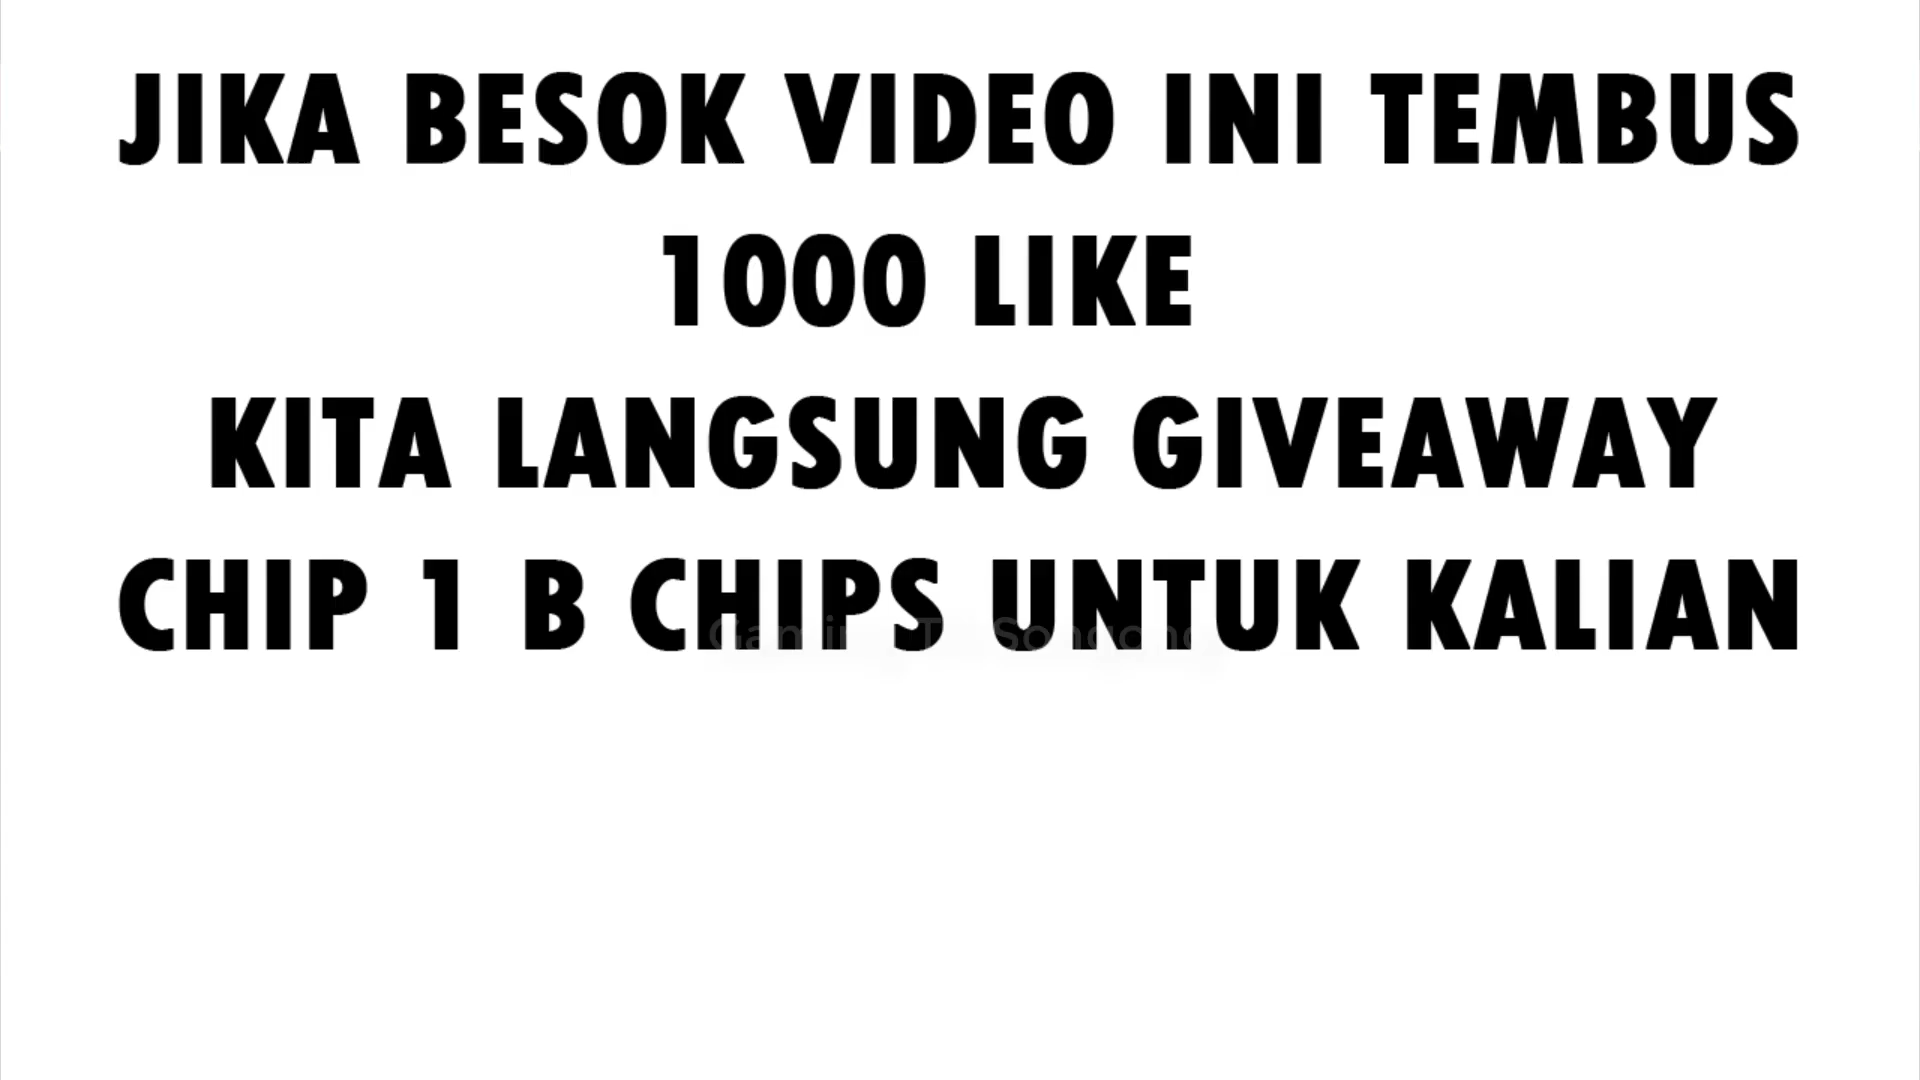 JIKA BESOK VIDEO INI TEMBUS
1000 LIKE
KITA LANGSUNG GIVEAWAY
CHIP 1 B CHIPS UNTUK KALIAN